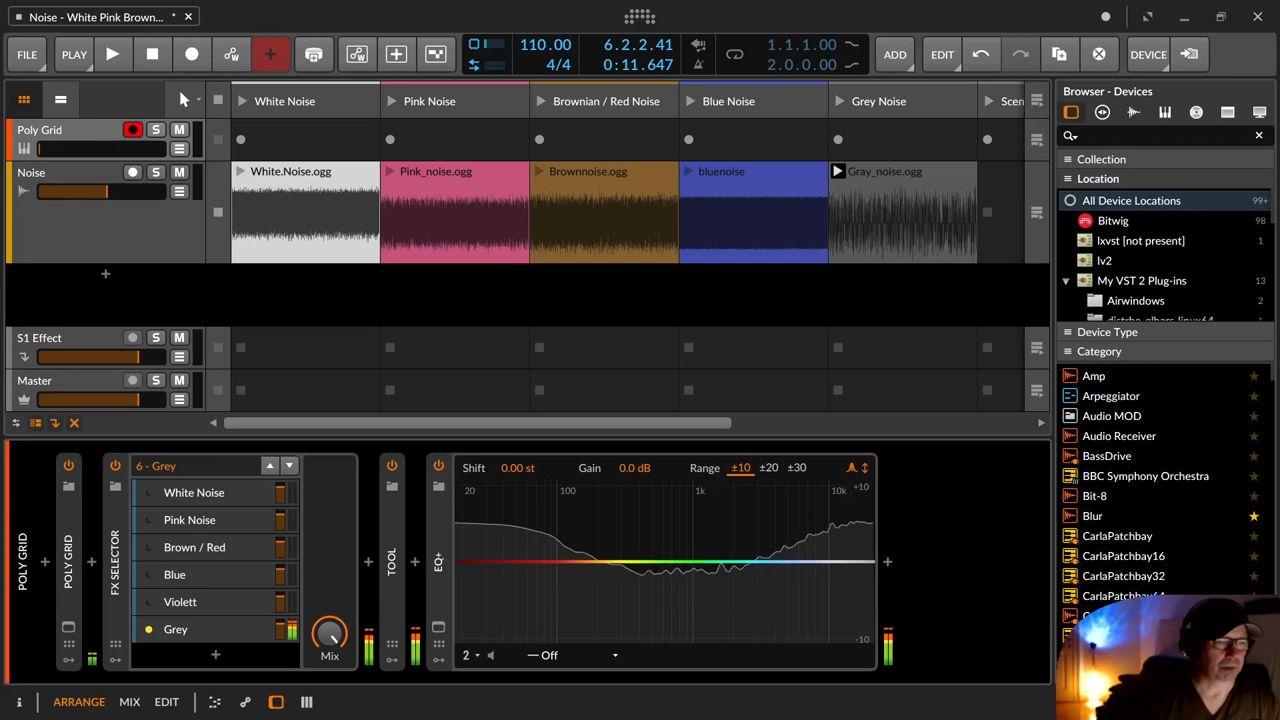 Noise - White Pink Brown... * ×
FILE PLAY 110.00 6.2.2.41 1.1.1.00 ADD EDIT DEVICE
4/4 0:11.647 2.0.0.00
White Noise Pink Noise Brownian / Red Noise Blue Noise Grey Noise Scen
Browser - Devices
Poly Grid S M
Collection
Noise S M White.Noise.ogg Pink_noise.ogg Brownnoise.ogg bluenoise Gray_noise.ogg
Location
All Device Locations 99+
Bitwig 98
lxvst [not present] 1
lv2
My VST 2 Plug-ins 13
Airwindows 2
distrho-glbars-linux64
S1 Effect S M
Device Type
Category
Master S M
Amp
Arpeggiator
Audio MOD
Audio Receiver
BassDrive
BBC Symphony Orchestra
Bit-8
Blur
CarlaPatchbay
CarlaPatchbay16
CarlaPatchbay32
CarlaPatchbay64
POLY GRID
POLY GRID
FX SELECTOR
6 - Grey
White Noise
Pink Noise
Brown / Red
Blue
Violett
Grey
+
Mix
TOOL
EQ+
Shift 0.00 st Gain 0.0 dB Range ±10 ±20 ±30
20 100 1k 10k +10
-10
2 Off
i ARRANGE MIX EDIT